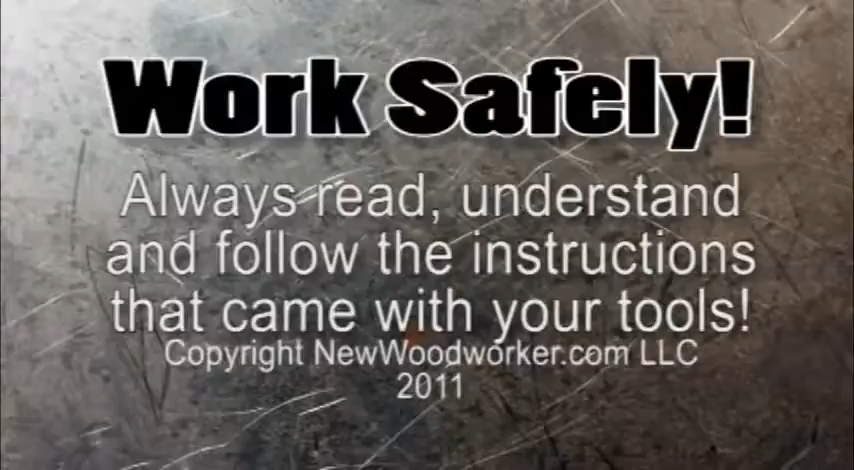 Work Safely!
Always read, understand
and follow the instructions
that came with your tools!
Copyright NewWoodworker.com LLC
2011